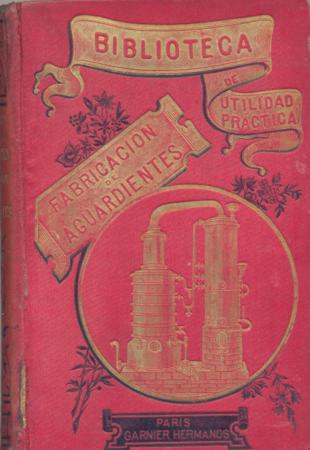 BIBLIOTECA
DE
UTILIDAD
PRÁCTICA
FABRICACION
DE
AGUARDIENTES
PARIS
GARNIER HERMANOS